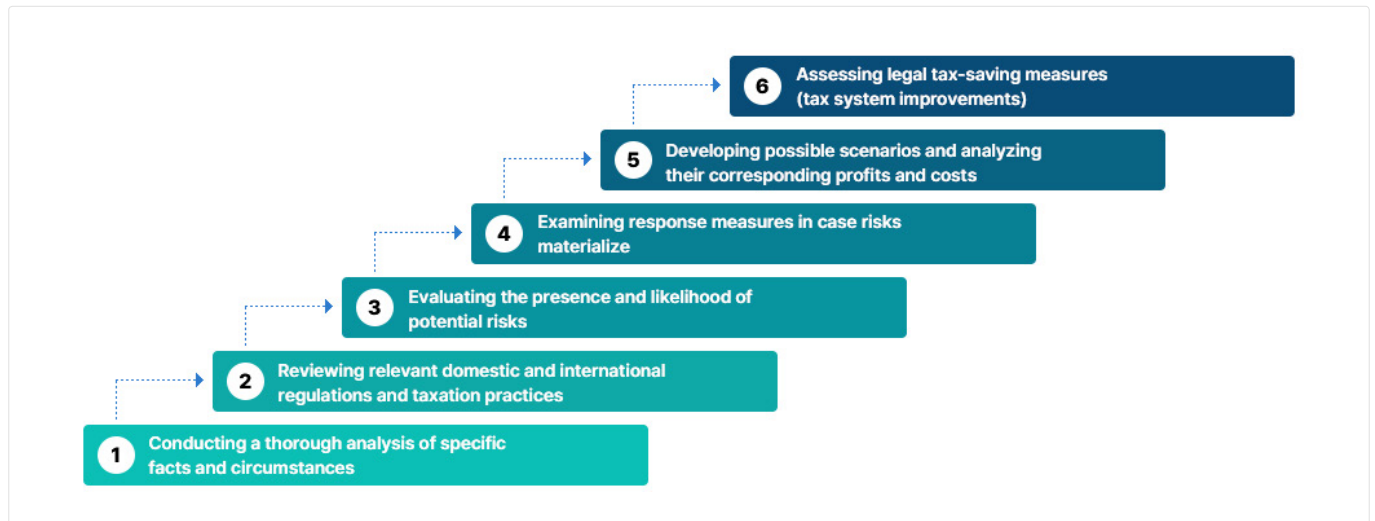 6
Assessing legal tax-saving measures
(tax system improvements)
5
Developing possible scenarios and analyzing
their corresponding profits and costs
4
Examining response measures in case risks
materialize
3
Evaluating the presence and likelihood of
potential risks
2
Reviewing relevant domestic and international
regulations and taxation practices
1
Conducting a thorough analysis of specific
facts and circumstances